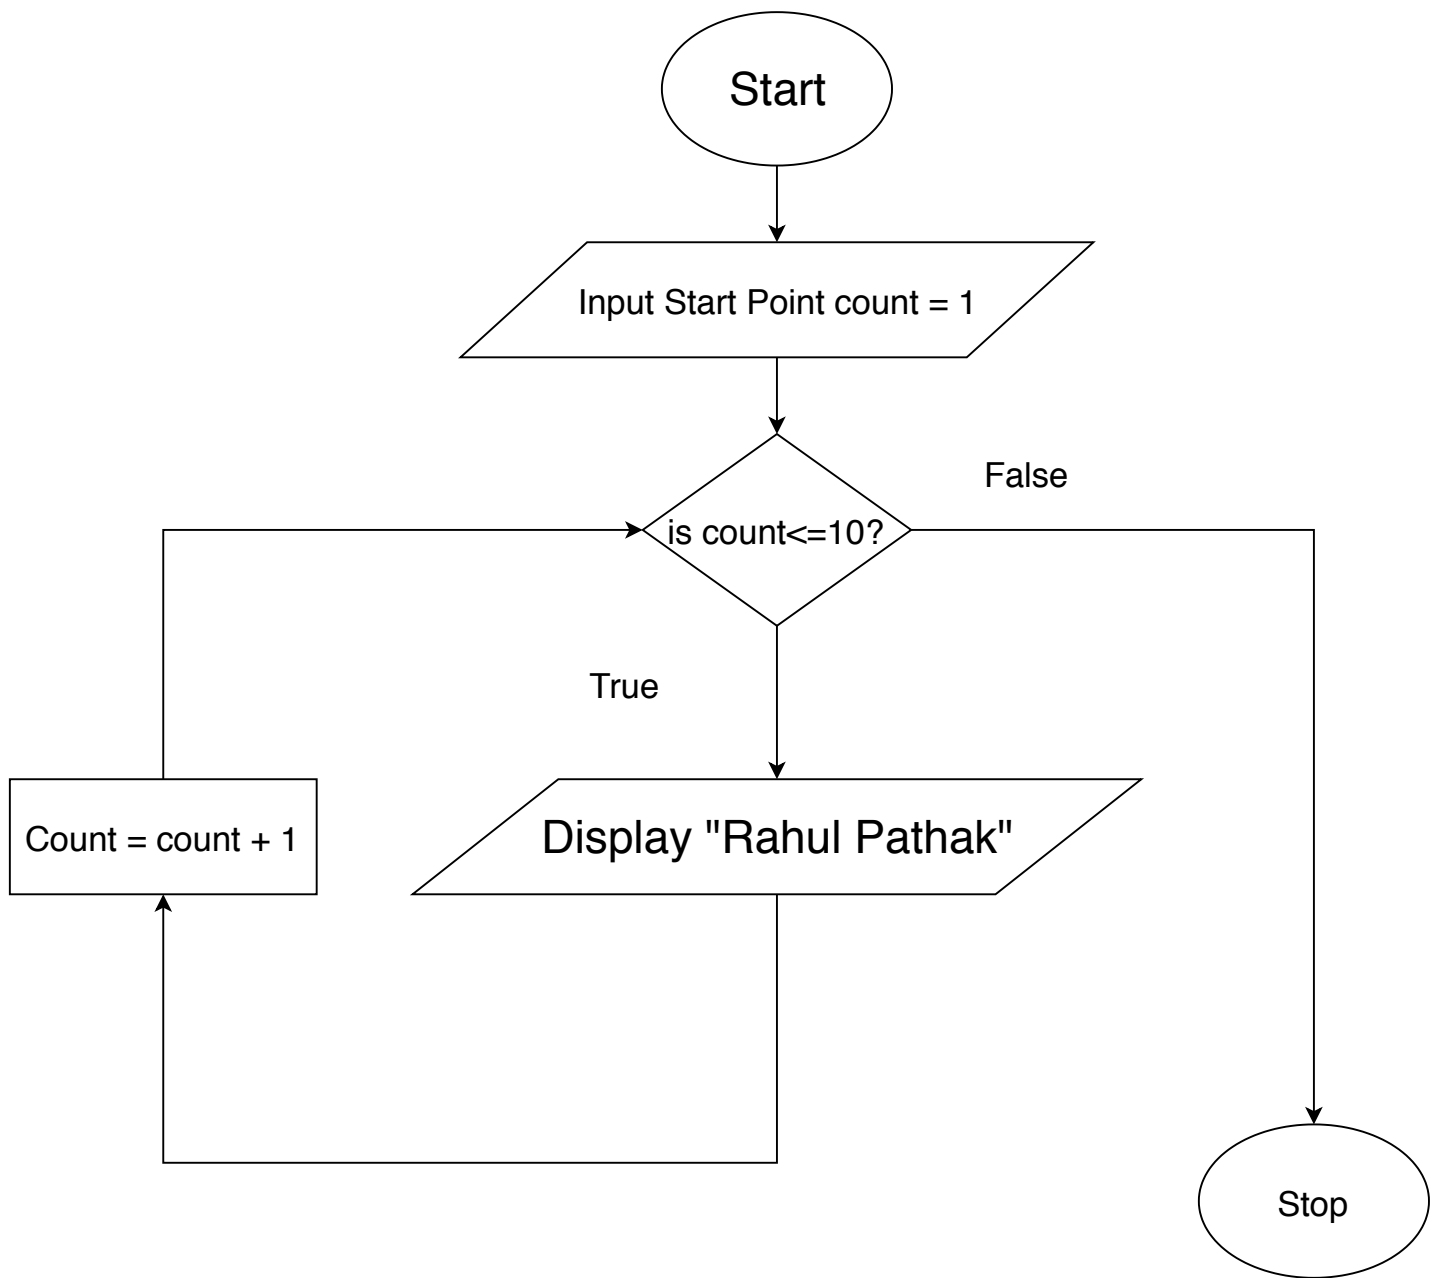 Start
Input Start Point count = 1
False
is count<=10?
True
Count = count + 1
Display "Rahul Pathak"
Stop